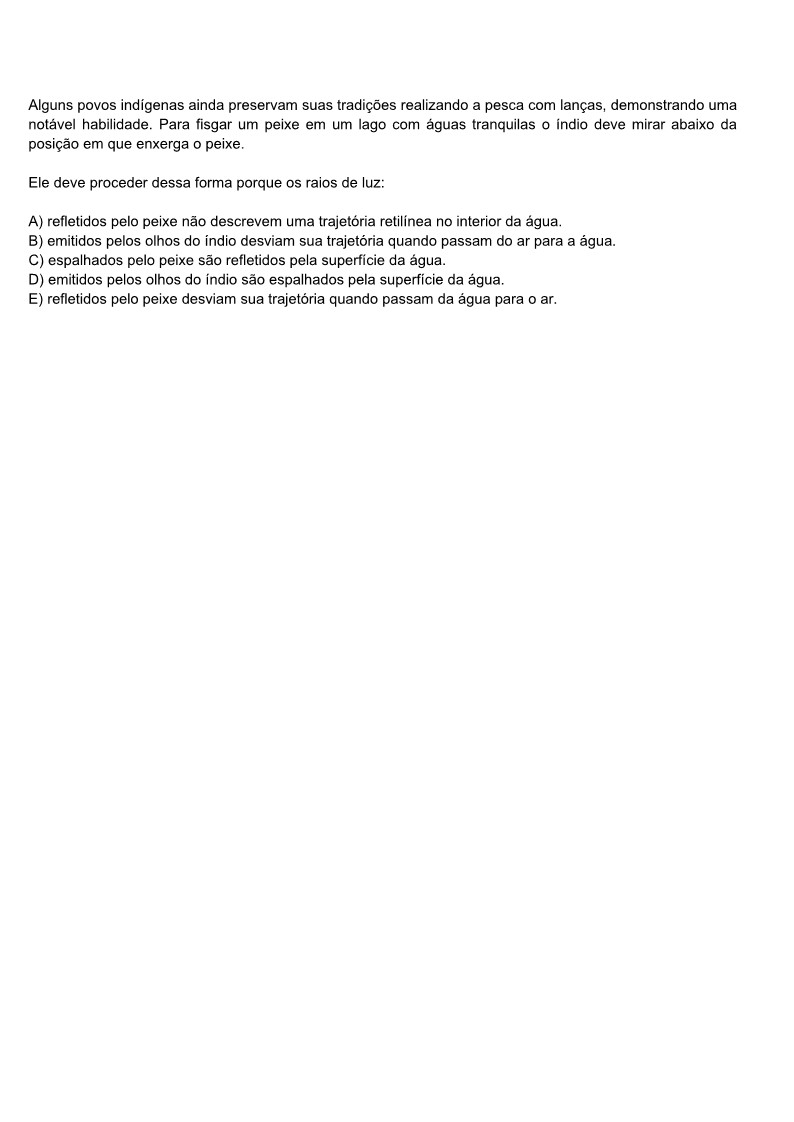 Alguns povos indígenas ainda preservam suas tradições realizando a pesca com lanças, demonstrando uma
notável habilidade. Para fisgar um peixe em um lago com águas tranquilas o índio deve mirar abaixo da
posição em que enxerga o peixe.
Ele deve proceder dessa forma porque os raios de luz:
A) refletidos pelo peixe não descrevem uma trajetória retilínea no interior da água.
B) emitidos pelos olhos do índio desviam sua trajetória quando passam do ar para a água.
C) espalhados pelo peixe são refletidos pela superfície da água.
D) emitidos pelos olhos do índio são espalhados pela superfície da água.
E) refletidos pelo peixe desviam sua trajetória quando passam da água para o ar.